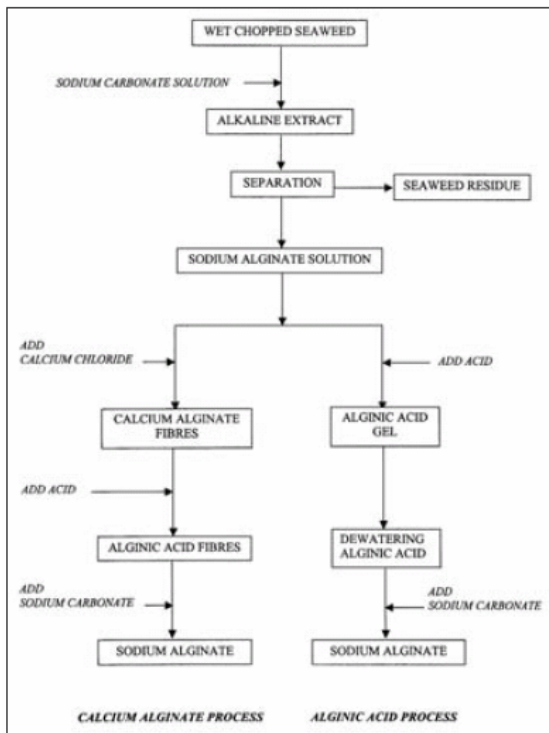 WET CHOPPED SEAWEED
SODIUM CARBONATE SOLUTION
ALKALINE EXTRACT
SEPARATION
SEAWEED RESIDUE
SODIUM ALGINATE SOLUTION
ADD
CALCIUM CHLORIDE
ADD ACID
CALCIUM ALGINATE
FIBRES
ALGINIC ACID
GEL
ADD ACID
ALGINIC ACID FIBRES
DEWATERING
ALGINIC ACID
ADD
SODIUM CARBONATE
ADD
SODIUM CARBONATE
SODIUM ALGINATE
SODIUM ALGINATE
CALCIUM ALGINATE PROCESS
ALGINIC ACID PROCESS